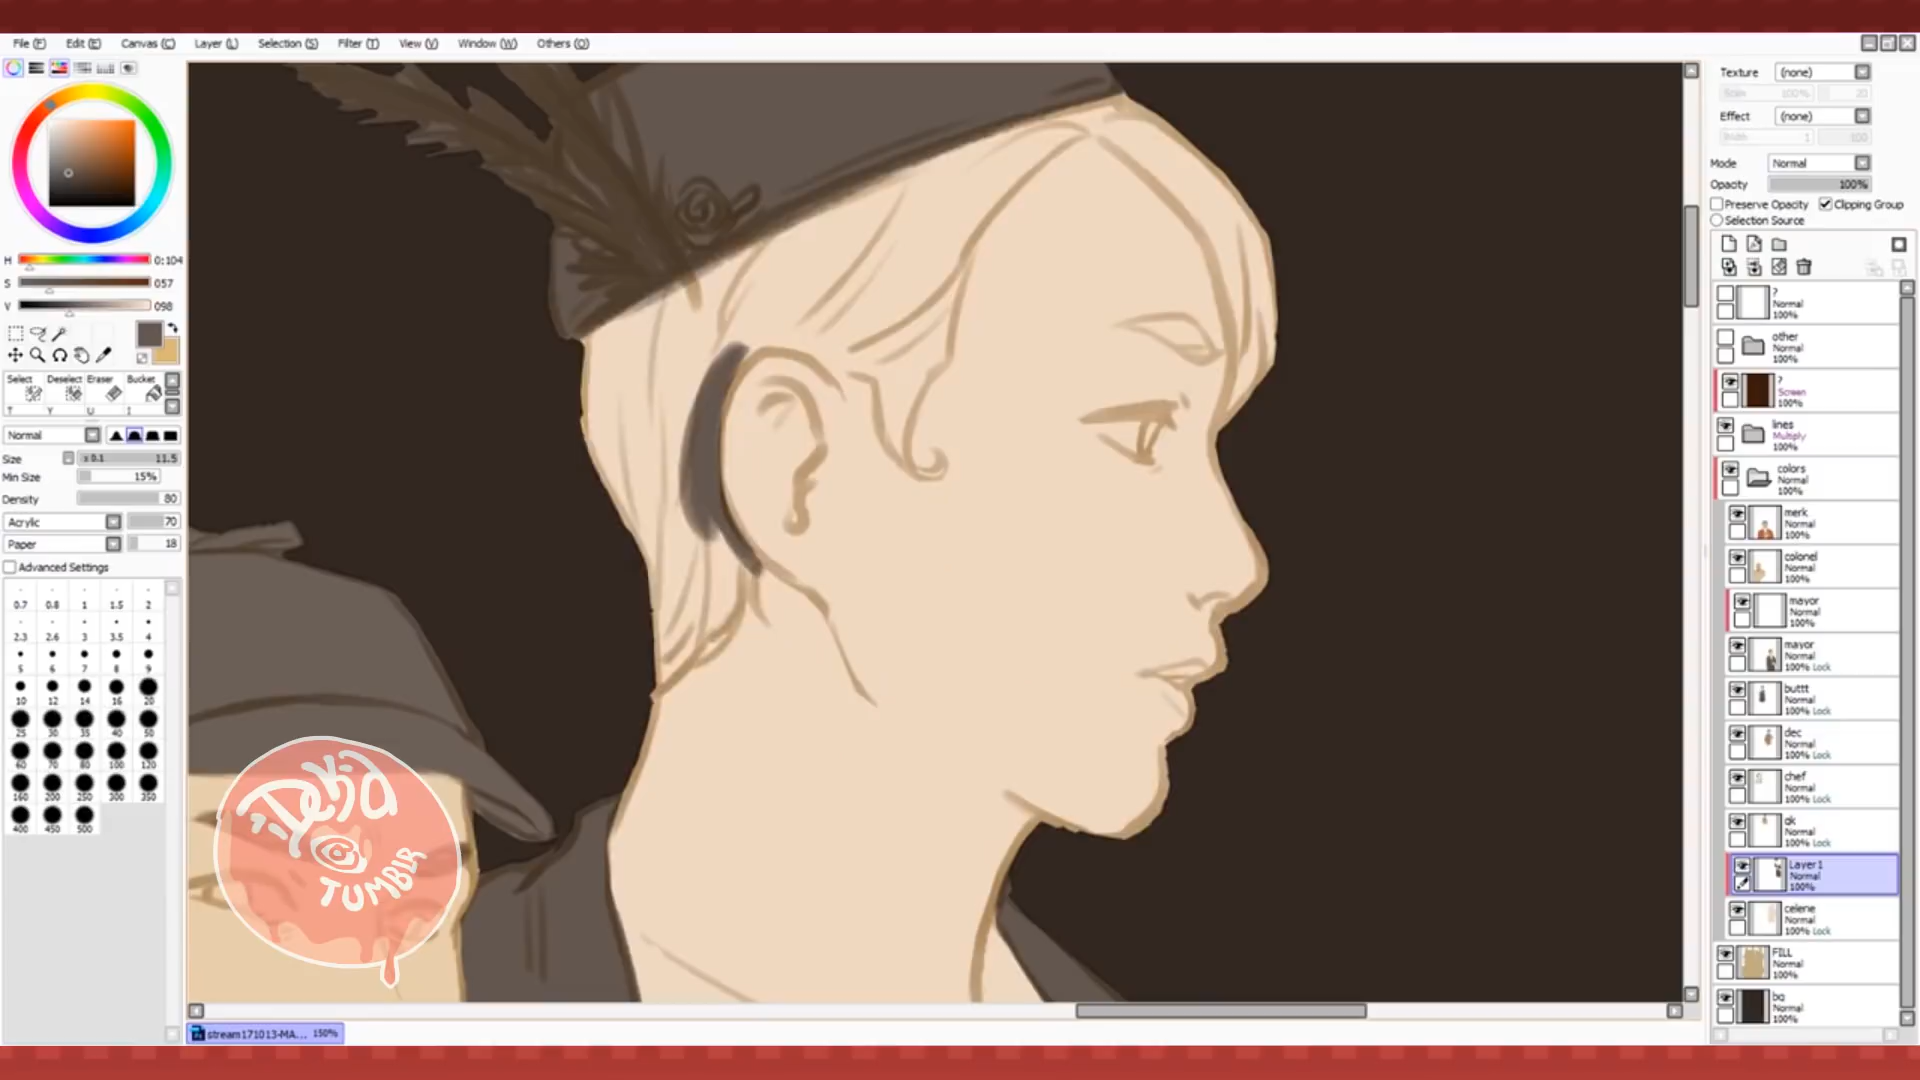 File (F) Edit (E) Canvas (C) Layer (L) Selection (S) Filter (T) View (V) Window (W) Others (O)
H 0:104
S 057
V 098
Select Deselect Eraser Bucket
T Y U I
Normal
Size x 0.1 11.5
Min Size 15%
Density 80
Acrylic 70
Paper 18
Advanced Settings
0.7 0.8 1 1.5 2
2.3 2.6 3 3.5 4
5 6 7 8 9
10 12 14 16 20
25 30 35 40 50
60 70 80 100 120
160 200 250 300 350
400 450 500
TUMBLR
stream171013-MA... 150%
Texture (none)
100% 20
Effect (none)
Width 1 100
Mode Normal
Opacity 100%
Preserve Opacity Clipping Group
Selection Source
?
Normal
100%
other
Normal
100%
?
Screen
100%
lines
Multiply
100%
colors
Normal
100%
merk
Normal
100%
colonel
Normal
100%
mayor
Normal
100%
mayor
Normal
100% Lock
buttt
Normal
100% Lock
dec
Normal
100% Lock
chef
Normal
100% Lock
qk
Normal
100% Lock
Layer1
Normal
100%
celene
Normal
100% Lock
FILL
Normal
100%
bg
Normal
100%